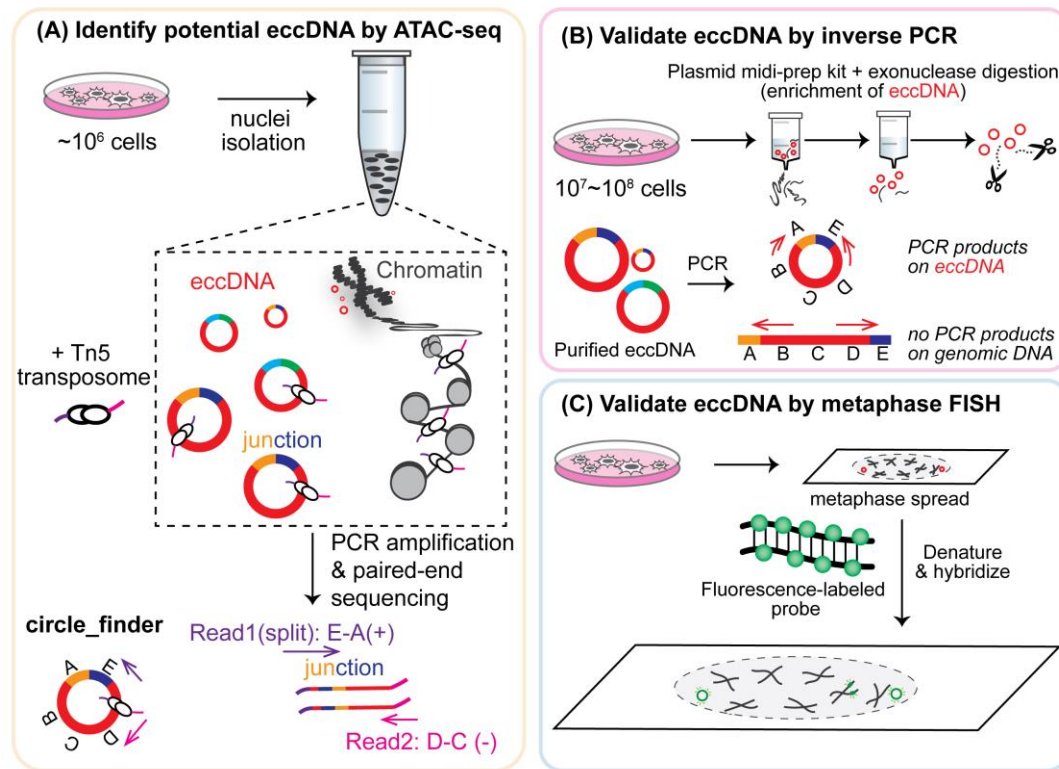 (A) Identify potential eccDNA by ATAC-seq
~10⁶ cells
nuclei
isolation
eccDNA
Chromatin
+ Tn5
transposome
junction
PCR amplification
& paired-end
sequencing
circle_finder
A
E
B
C
D
Read1(split): E-A(+)
junction
Read2: D-C (-)
(B) Validate eccDNA by inverse PCR
Plasmid midi-prep kit + exonuclease digestion
(enrichment of eccDNA)
10⁷~10⁸ cells
Purified eccDNA
PCR
A
E
B
C
D
PCR products
on eccDNA
A B C D E
no PCR products
on genomic DNA
(C) Validate eccDNA by metaphase FISH
metaphase spread
Fluorescence-labeled
probe
Denature
& hybridize